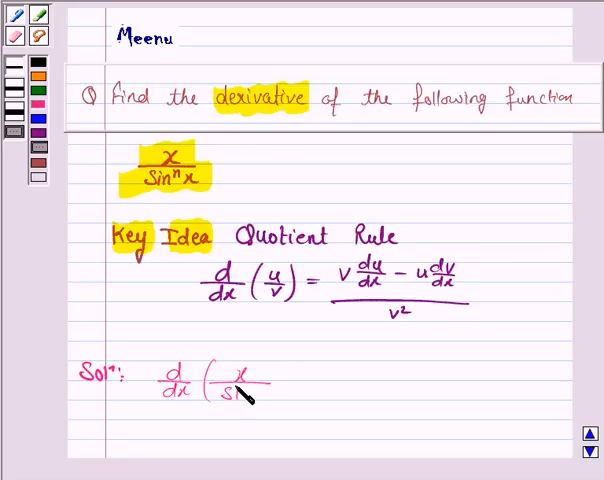 Meenu
Q Find the derivative of the following function
x / Sinⁿx
Key Idea Quotient Rule
d/dx (u/v) = (v du/dx − u dv/dx) / v²
Solⁿ: d/dx ( x / si